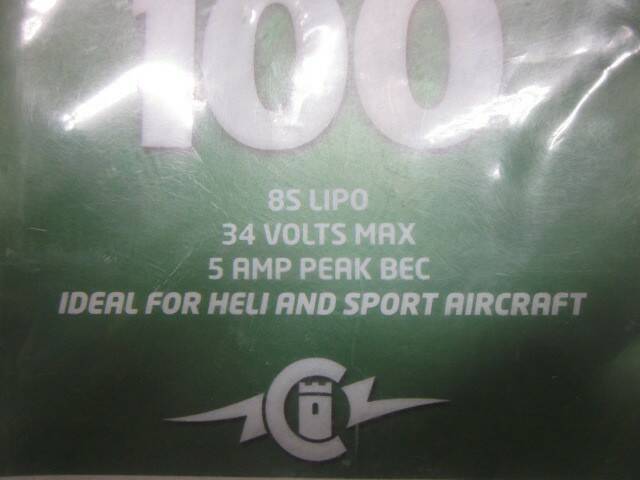 100
8S LIPO
34 VOLTS MAX
5 AMP PEAK BEC
IDEAL FOR HELI AND SPORT AIRCRAFT
C